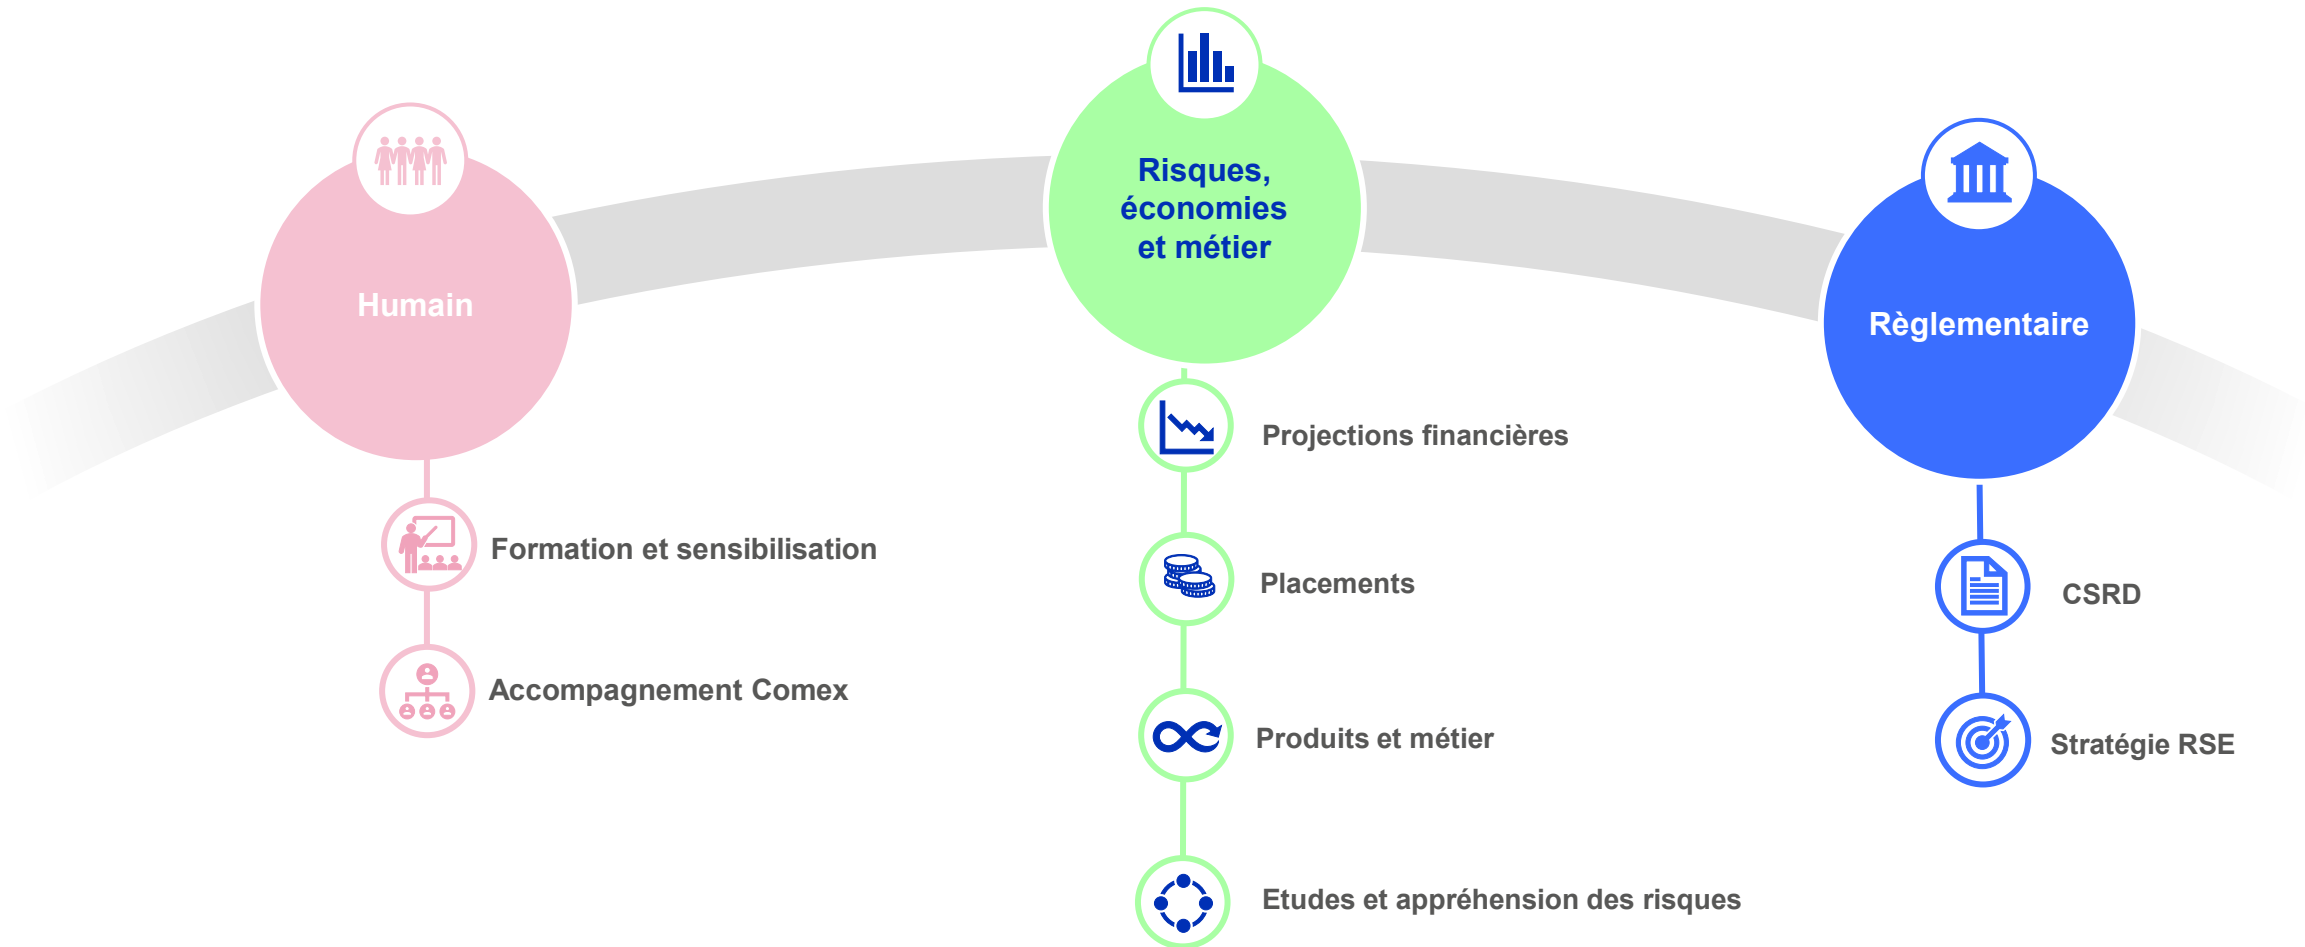 Humain
Formation et sensibilisation
Accompagnement Comex
Risques,
économies
et métier
Projections financières
Placements
Produits et métier
Etudes et appréhension des risques
Règlementaire
CSRD
Stratégie RSE